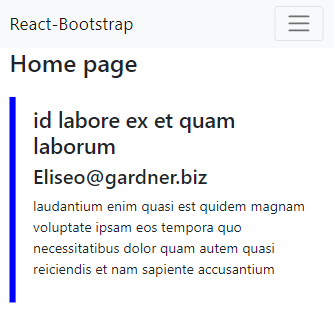 React-Bootstrap
Home page
id labore ex et quam
laborum
Eliseo@gardner.biz
laudantium enim quasi est quidem magnam
voluptate ipsam eos tempora quo
necessitatibus dolor quam autem quasi
reiciendis et nam sapiente accusantium